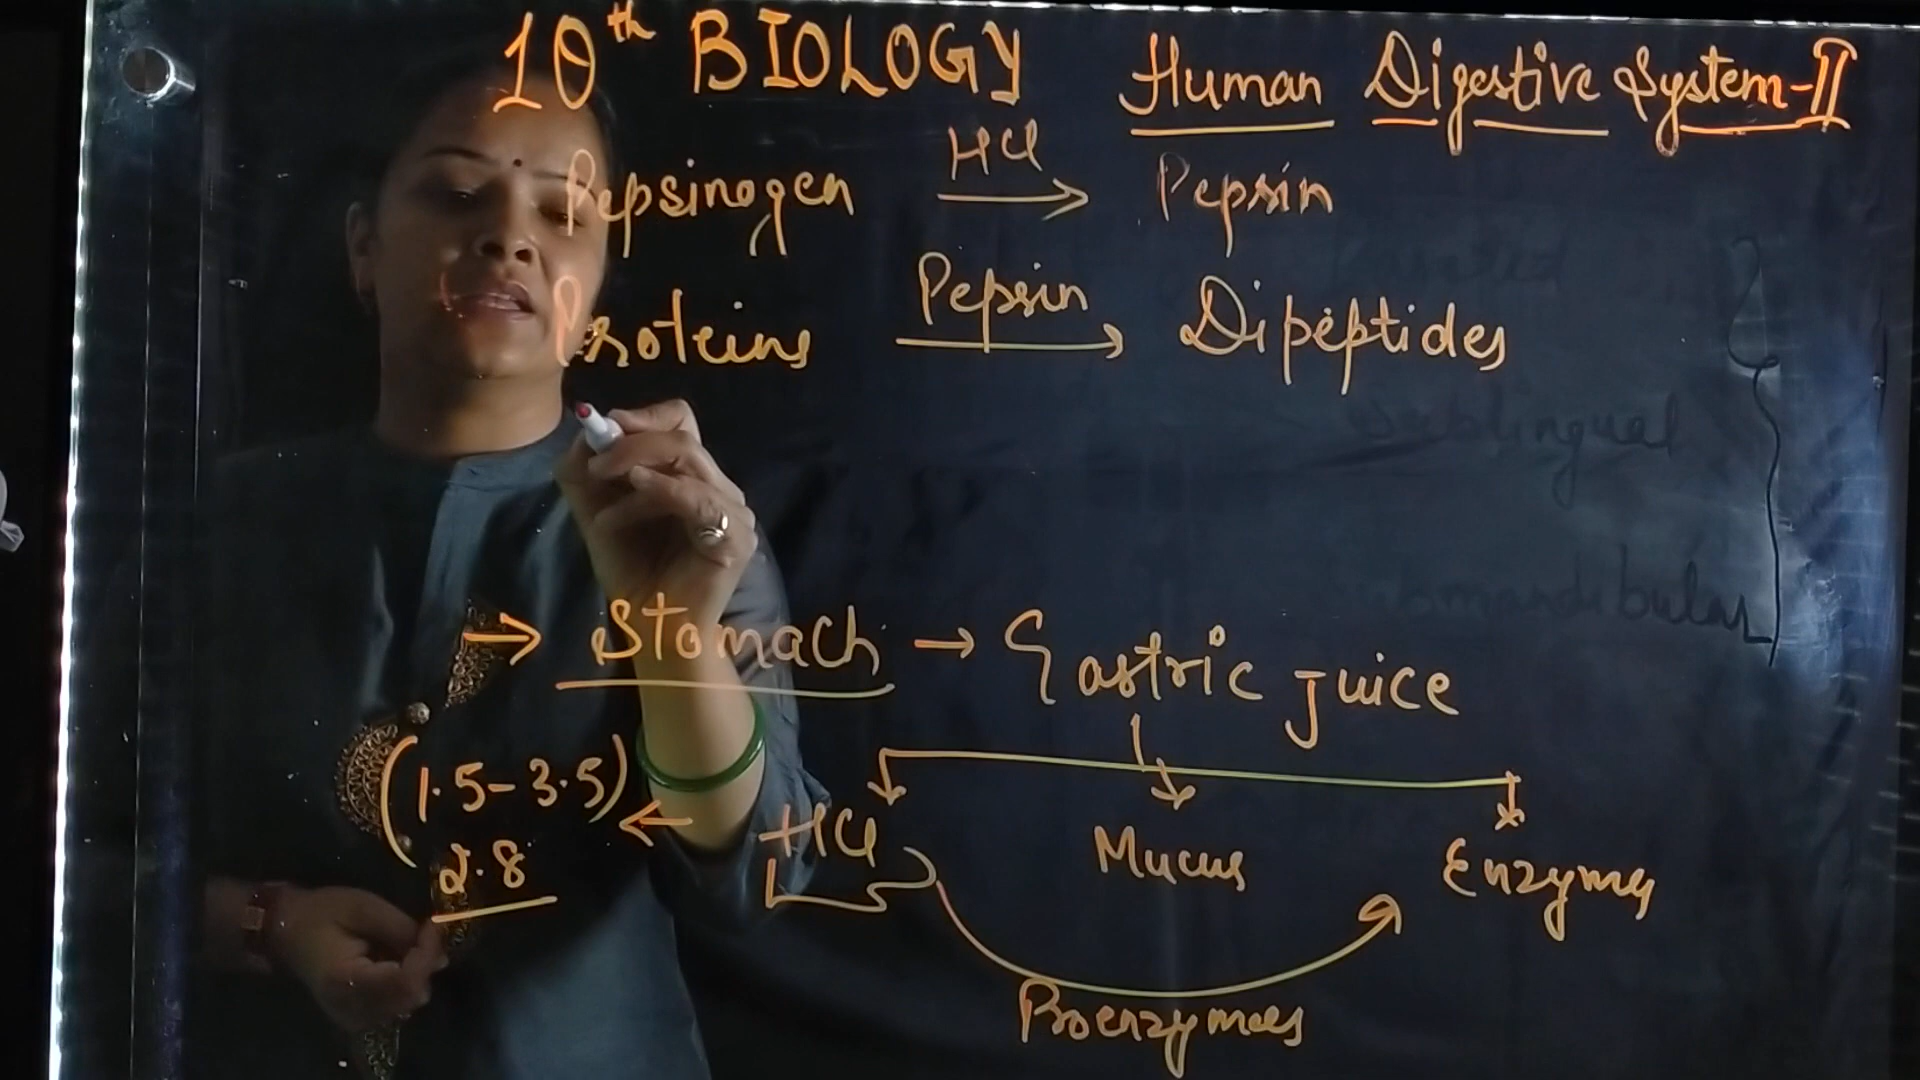 10th BIOLOGY Human Digestive System-II
Pepsinogen HCl → Pepsin
Proteins Pepsin → Dipeptides
sublingual
→ Stomach → Gastric juice
(1.5-3.5) ← HCl Mucus Enzymes
2.8
Proenzymes